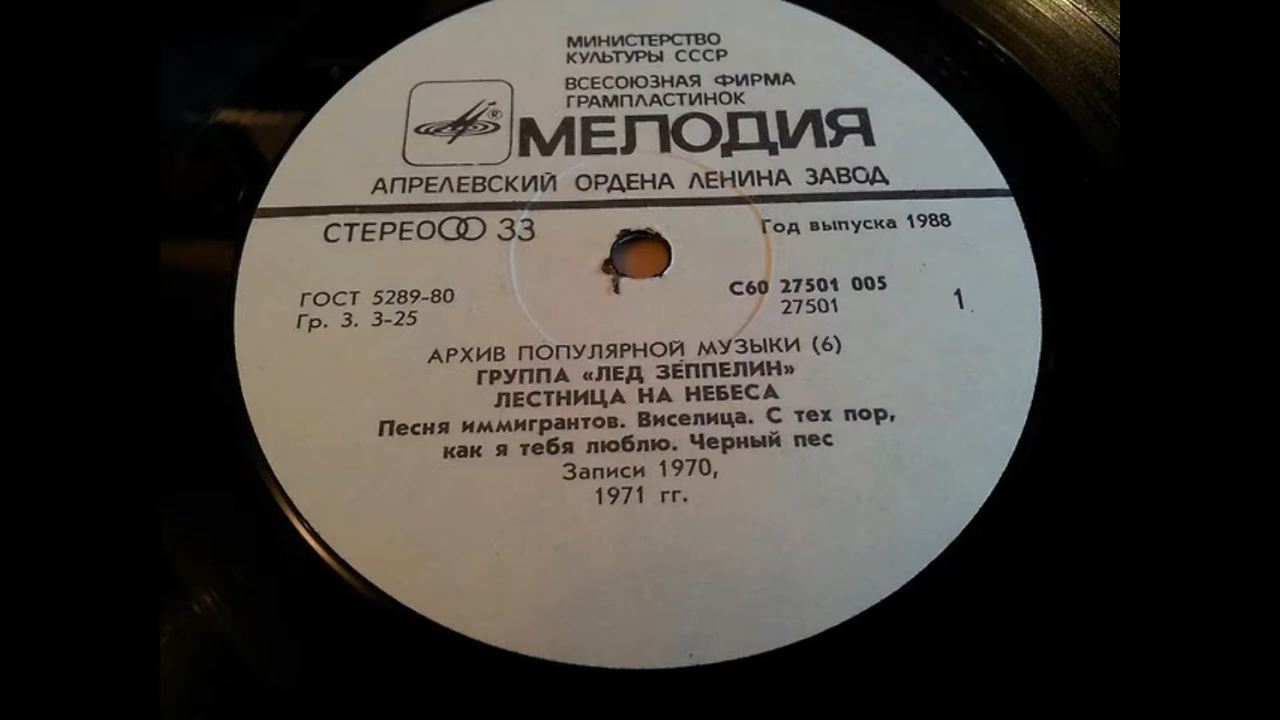 МИНИСТЕРСТВО
КУЛЬТУРЫ СССР
ВСЕСОЮЗНАЯ ФИРМА
ГРАМПЛАСТИНОК
®
МЕЛОДИЯ
АПРЕЛЕВСКИЙ ОРДЕНА ЛЕНИНА ЗАВОД
СТЕРЕО 33
Год выпуска 1988
ГОСТ 5289-80
Гр. 3. 3-25
С60 27501 005
27501
1
АРХИВ ПОПУЛЯРНОЙ МУЗЫКИ (6)
ГРУППА «ЛЕД ЗЕППЕЛИН»
ЛЕСТНИЦА НА НЕБЕСА
Песня иммигрантов. Виселица. С тех пор,
как я тебя люблю. Черный пес
Записи 1970,
1971 гг.